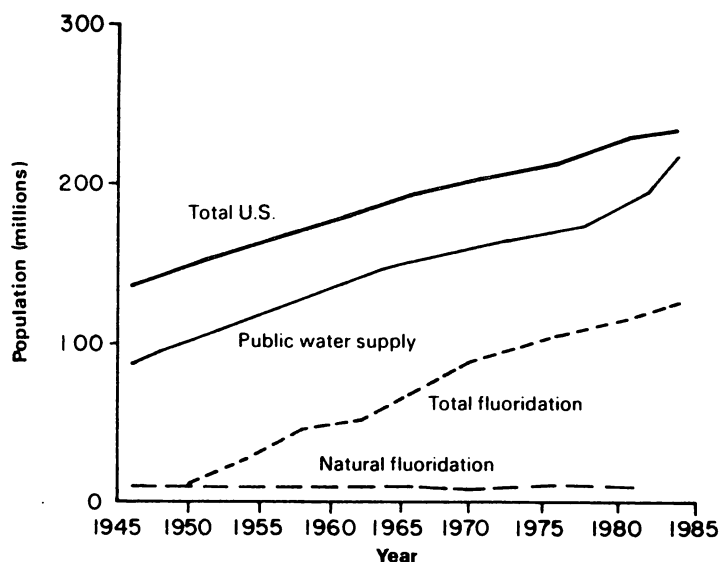 300
200
100
0
Population (millions)
Total U.S.
Public water supply
Total fluoridation
Natural fluoridation
1945 1950 1955 1960 1965 1970 1975 1980 1985
Year